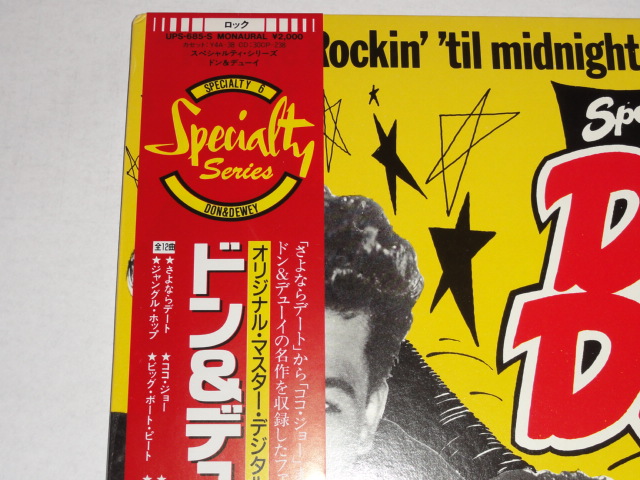 ロック
UPS-685-S MONAURAL ¥2,000
スペシャルティ・シリーズ
ドン&デューイ
SPECIALTY 6
Specialty
Series
DON&DEWEY
全12曲
★さよならデート
★ジャングル・ホップ
★ココ・ジョー
★ビッグ・ボート・ビート
ドン&デュ
オリジナル・マスター・デジタル
「さよならデート」から「ココ・ジョー」
ドン&デューイの名作を収録したファ
Rockin' 'til midnight
Spe
D
D